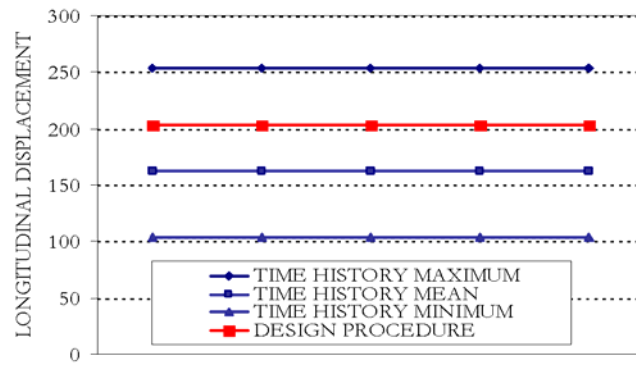 300
250
200
150
100
50
0
LONGITUDINAL DISPLACEMENT
TIME HISTORY MAXIMUM
TIME HISTORY MEAN
TIME HISTORY MINIMUM
DESIGN PROCEDURE